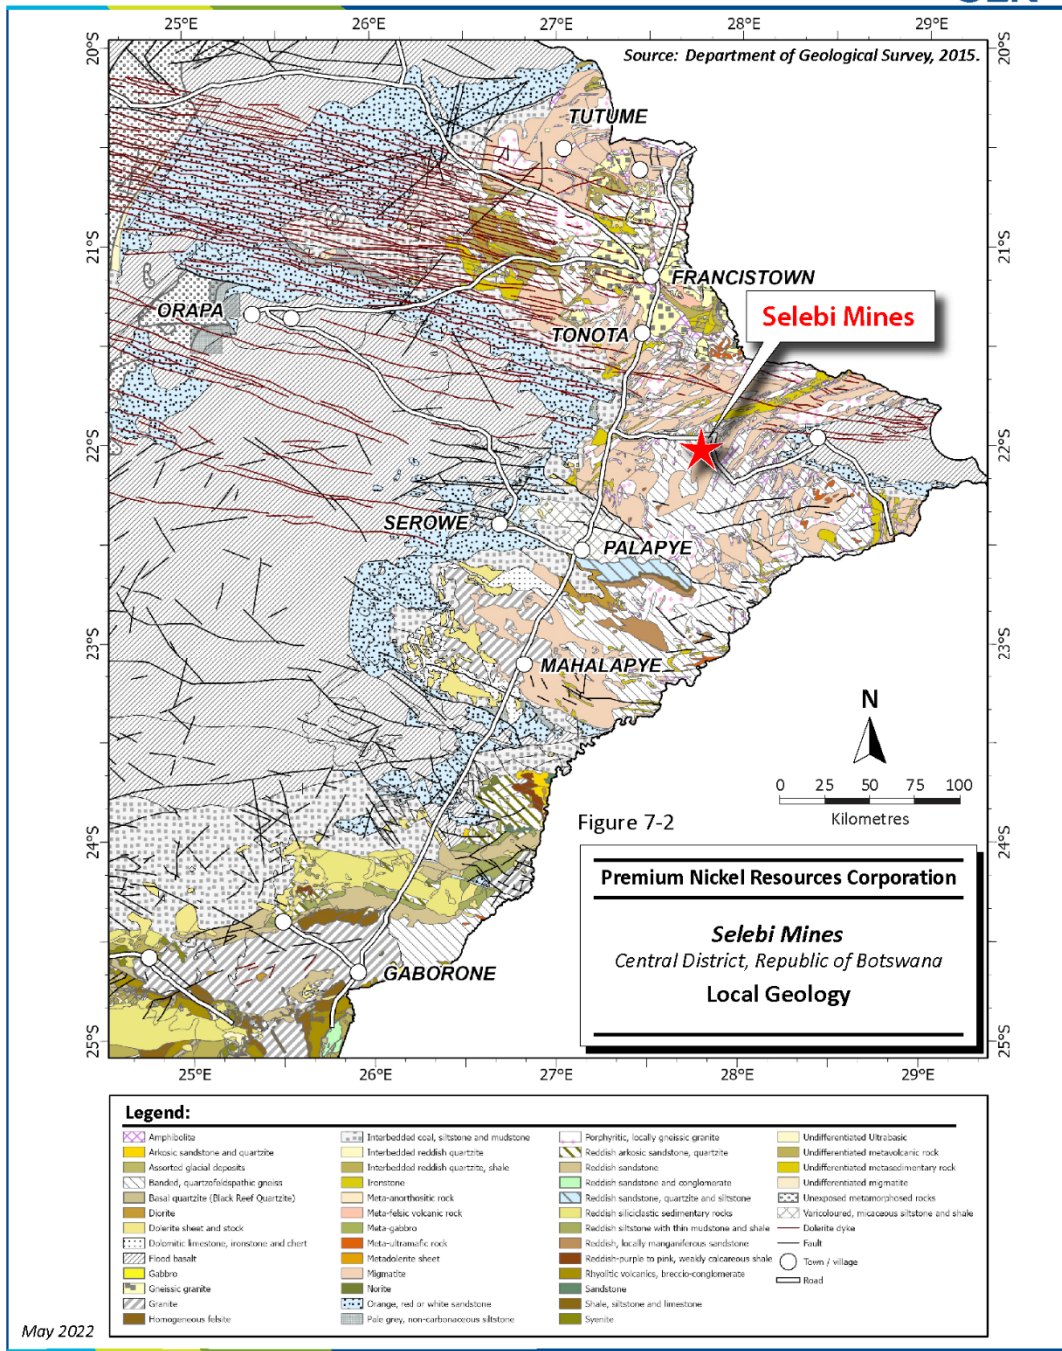 25°E 26°E 27°E 28°E 29°E
20°S 20°S
Source: Department of Geological Survey, 2015.
TUTUME
21°S 21°S
FRANCISTOWN
ORAPA
Selebi Mines
TONOTA
22°S 22°S
SEROWE
PALAPYE
23°S 23°S
MAHALAPYE
N
0 25 50 75 100
Kilometres
24°S 24°S
Figure 7-2
Premium Nickel Resources Corporation
Selebi Mines
Central District, Republic of Botswana
Local Geology
GABORONE
25°S 25°S
25°E 26°E 27°E 28°E 29°E
Legend:
Amphibolite
Arkosic sandstone and quartzite
Assorted glacial deposits
Banded, quartzofeldspathic gneiss
Basal quartzite (Black Reef Quartzite)
Diorite
Dolerite sheet and stock
Dolomitic limestone, ironstone and chert
Flood basalt
Gabbro
Gneissic granite
Granite
Homogeneous felsite
Interbedded coal, siltstone and mudstone
Interbedded reddish quartzite
Interbedded reddish quartzite, shale
Ironstone
Meta-anorthositic rock
Meta-felsic volcanic rock
Meta-gabbro
Meta-ultramafic rock
Metadolerite sheet
Migmatite
Norite
Orange, red or white sandstone
Pale grey, non-carbonaceous siltstone
Porphyritic, locally gneissic granite
Reddish arkosic sandstone, quartzite
Reddish sandstone
Reddish sandstone and conglomerate
Reddish sandstone, quartzite and siltstone
Reddish siliciclastic sedimentary rocks
Reddish siltstone with thin mudstone and shale
Reddish, locally manganiferous sandstone
Reddish-purple to pink, weakly calcareous shale
Rhyolitic volcanics, breccio-conglomerate
Sandstone
Shale, siltstone and limestone
Syenite
Undifferentiated Ultrabasic
Undifferentiated metavolcanic rock
Undifferentiated metasedimentary rock
Undifferentiated migmatite
Unexposed metamorphosed rocks
Varicoloured, micaceous siltstone and shale
Dolerite dyke
Fault
Town / village
Road
May 2022